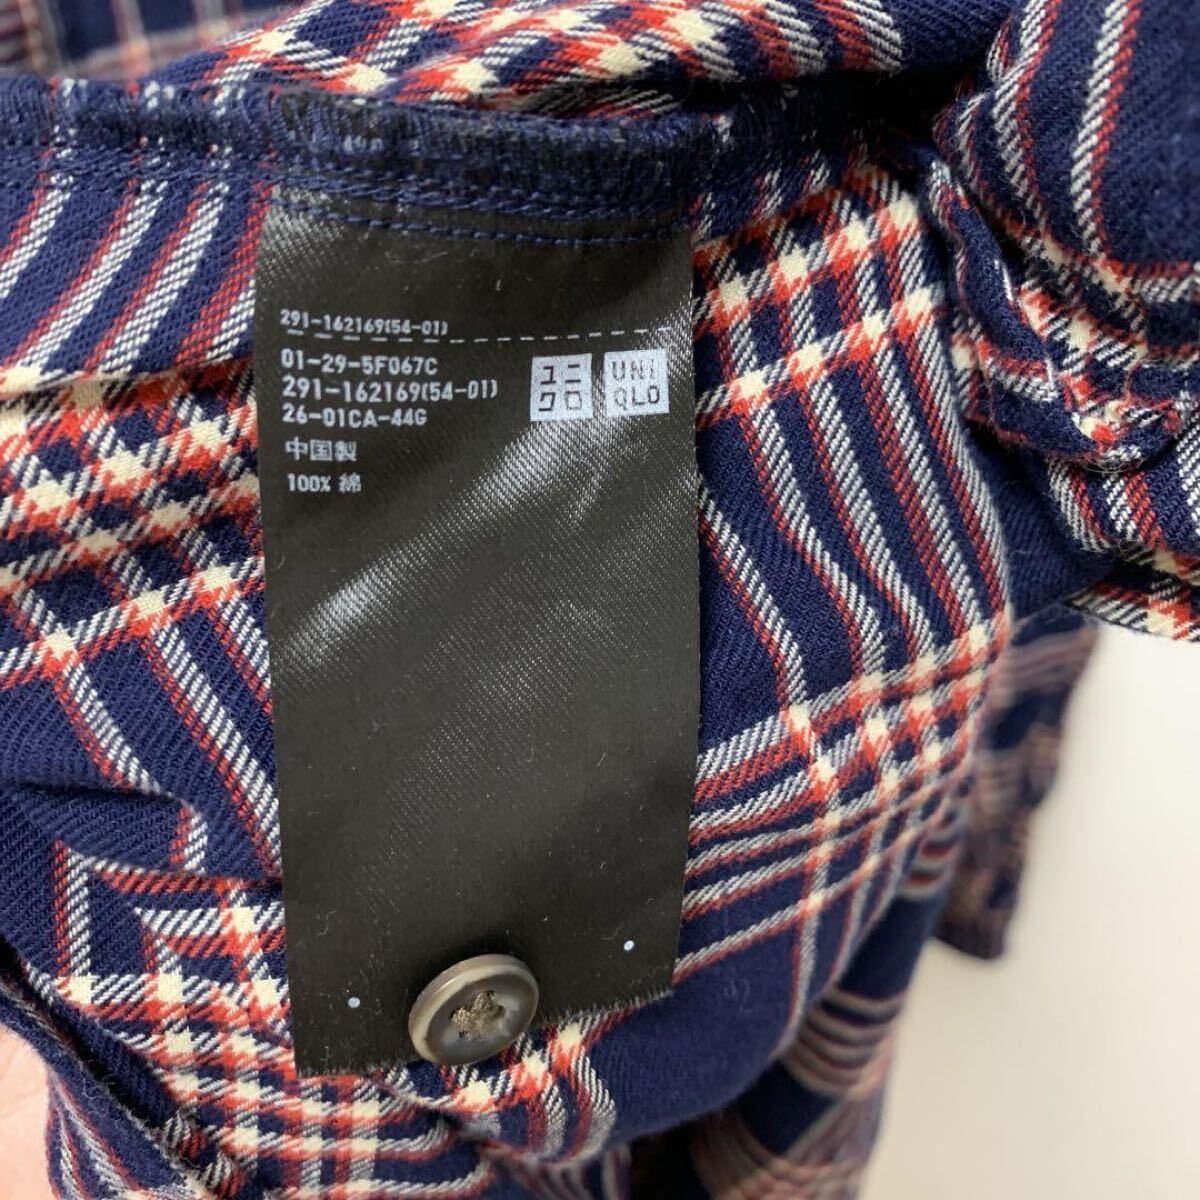 291-162169(54-01)
01-29-5F067C
291-162169(54-01)
26-01CA-44G
中国製
100% 綿
ユニ
クロ
UNI
QLO